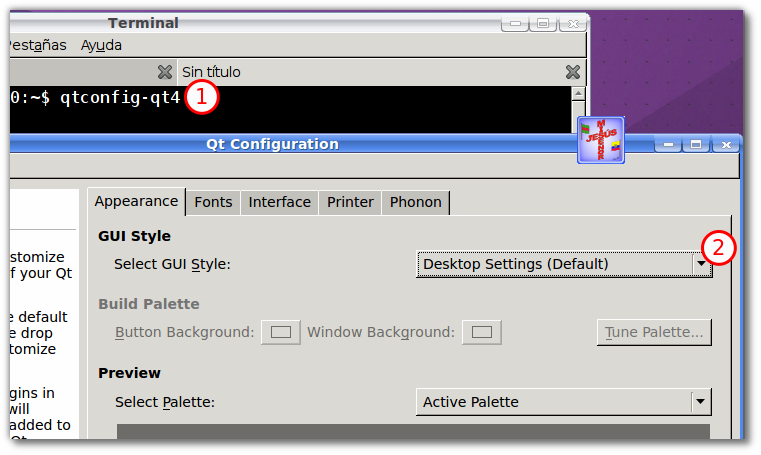 Terminal
Pestañas Ayuda
Sin título
0:~$ qtconfig-qt4
1
Qt Configuration
JESÚS
Appearance Fonts Interface Printer Phonon
GUI Style
2
Select GUI Style: Desktop Settings (Default)
stomize
f your Qt
Build Palette
e default
Button Background: Window Background: Tune Palette...
e drop
tomize
Preview
gins in
Select Palette: Active Palette
will
added to
Qt